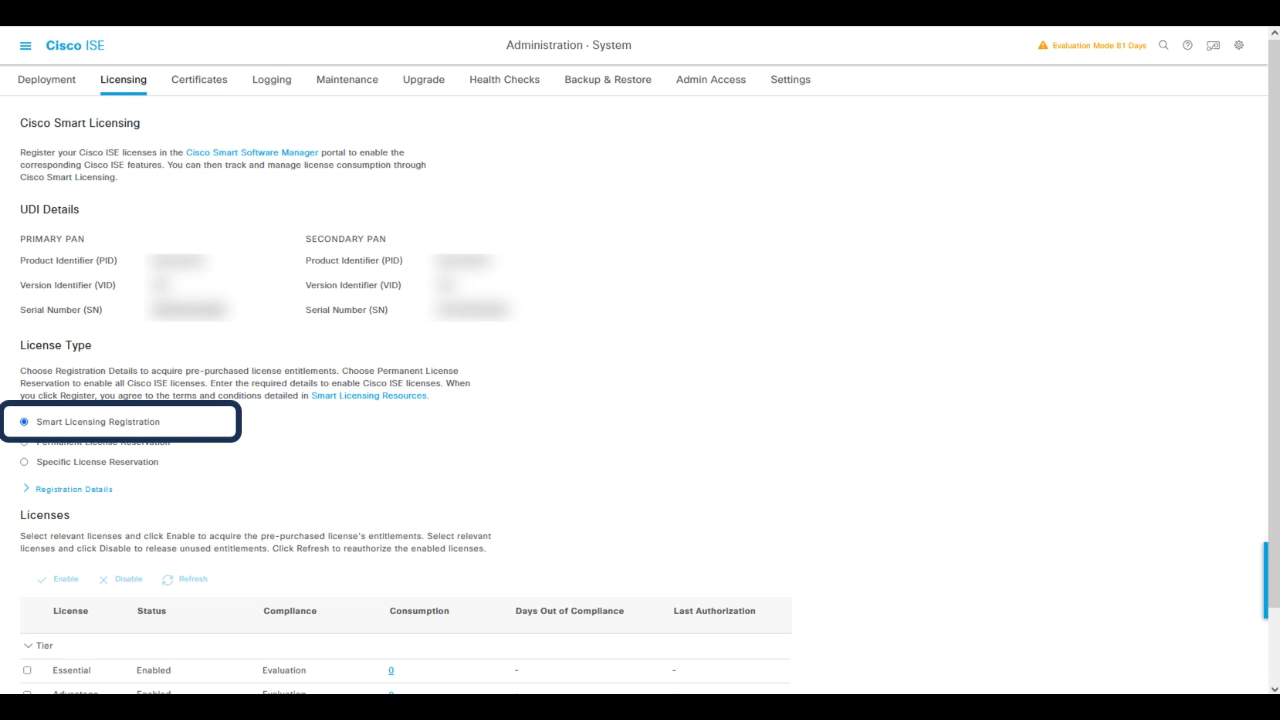 Cisco ISE
Administration · System
Evaluation Mode 81 Days
Deployment Licensing Certificates Logging Maintenance Upgrade Health Checks Backup & Restore Admin Access Settings
Cisco Smart Licensing
Register your Cisco ISE licenses in the Cisco Smart Software Manager portal to enable the
corresponding Cisco ISE features. You can then track and manage license consumption through
Cisco Smart Licensing.
UDI Details
PRIMARY PAN SECONDARY PAN
Product Identifier (PID) Product Identifier (PID)
Version Identifier (VID) Version Identifier (VID)
Serial Number (SN) Serial Number (SN)
License Type
Choose Registration Details to acquire pre-purchased license entitlements. Choose Permanent License
Reservation to enable all Cisco ISE licenses. Enter the required details to enable Cisco ISE licenses. When
you click Register, you agree to the terms and conditions detailed in Smart Licensing Resources.
Smart Licensing Registration
Permanent License Reservation
Specific License Reservation
Registration Details
Licenses
Select relevant licenses and click Enable to acquire the pre-purchased license's entitlements. Select relevant
licenses and click Disable to release unused entitlements. Click Refresh to reauthorize the enabled licenses.
Enable Disable Refresh
License Status Compliance Consumption Days Out of Compliance Last Authorization
Tier
Essential Enabled Evaluation 0 - -
Advantage Enabled Evaluation 0